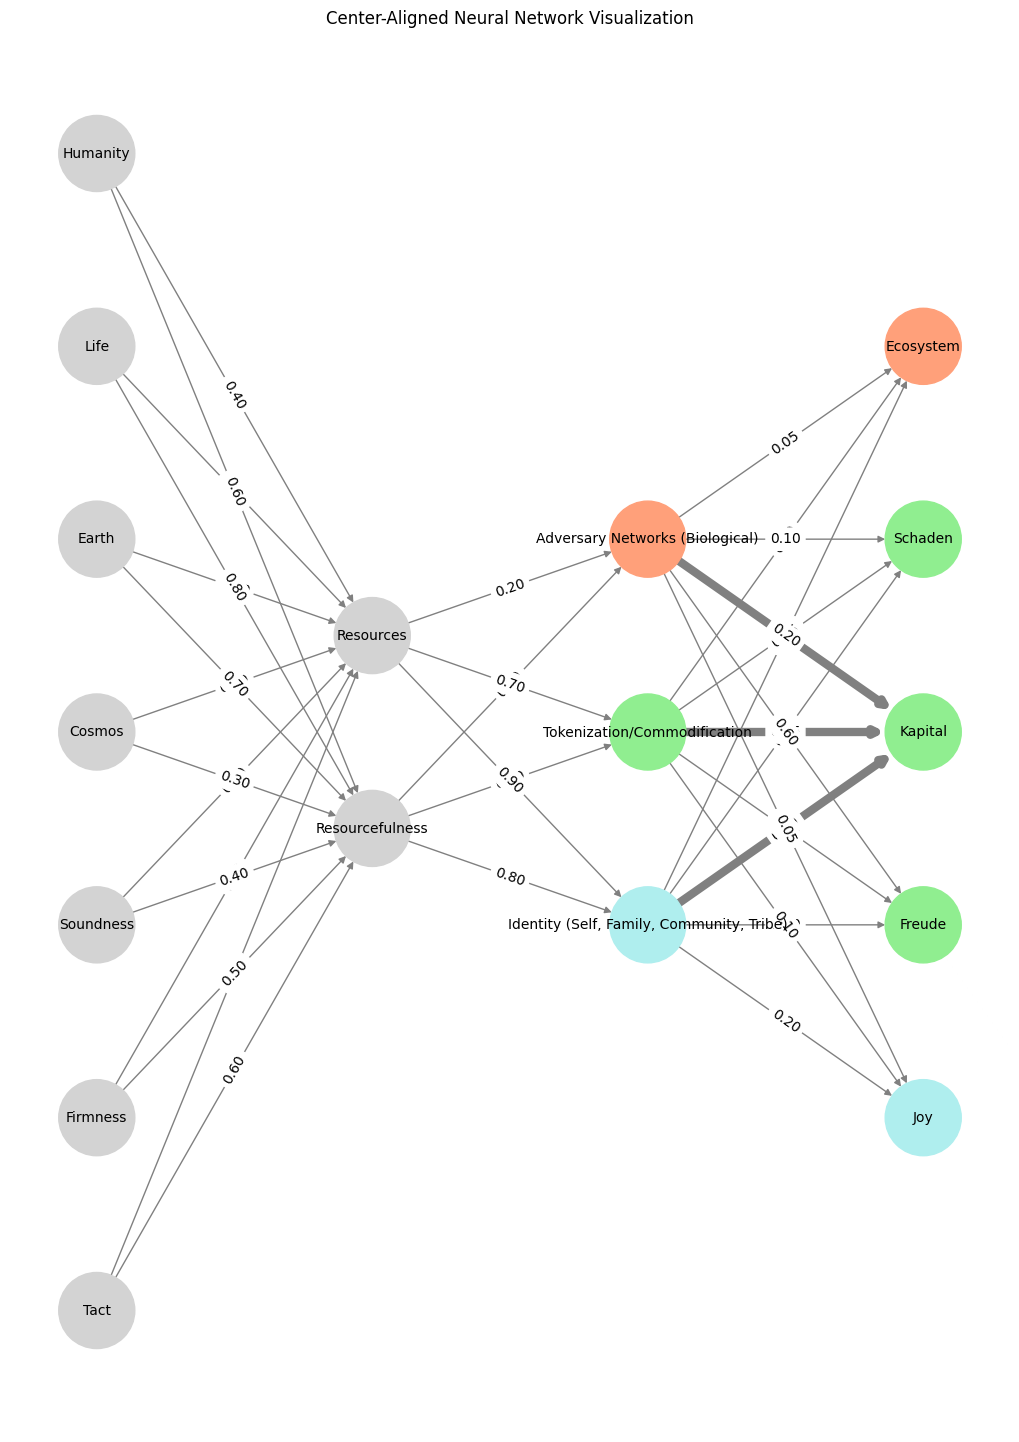 Center-Aligned Neural Network Visualization
Humanity
Life
Ecosystem
0.40
0.05
0.60
Earth
Adversary Networks (Biological)
0.10
Schaden
0.80
0.20
Resources
0.20
0.70
0.70
Cosmos
Tokenization/Commodification
0.60
Kapital
0.30
0.90
Resourcefulness
0.05
0.40
0.80
Soundness
Identity (Self, Family, Community, Tribe)
0.10
Freude
0.50
0.20
0.60
Firmness
Joy
Tact